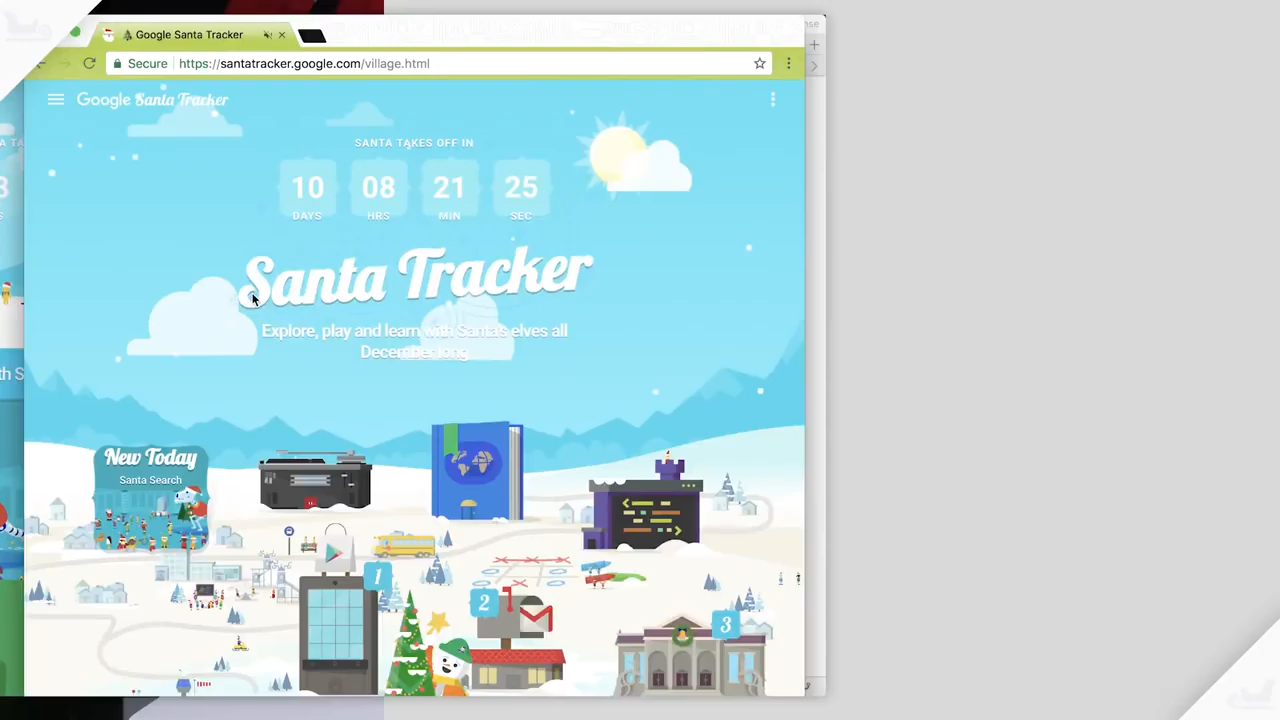 Google Santa Tracker
Secure https://santatracker.google.com/village.html
Google Santa Tracker
SANTA TAKES OFF IN
10 08 21 25
DAYS HRS MIN SEC
Santa Tracker
Explore, play and learn with Santa's elves all
December long
New Today
Santa Search
1
2
3